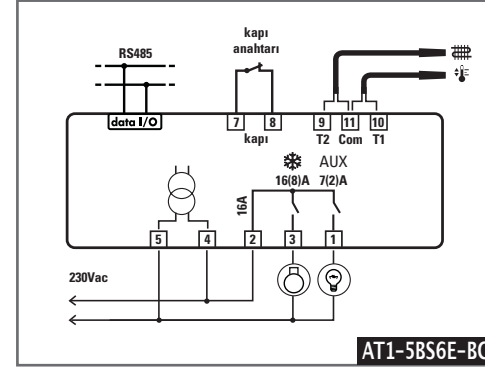 kapı
anahtarı
RS485
data I/O
7 8
9 11 10
kapı
T2 Com T1
AUX
16(8)A 7(2)A
16A
5 4 2 3 1
230Vac
AT1-5BS6E-BC